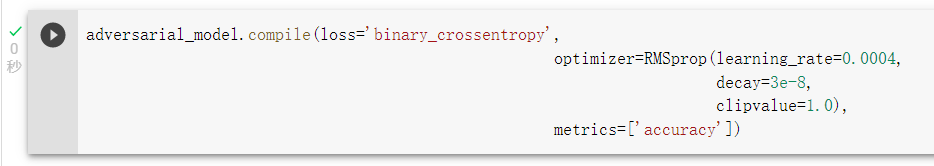 0
秒
adversarial_model.compile(loss='binary_crossentropy',
optimizer=RMSprop(learning_rate=0.0004,
decay=3e-8,
clipvalue=1.0),
metrics=['accuracy'])